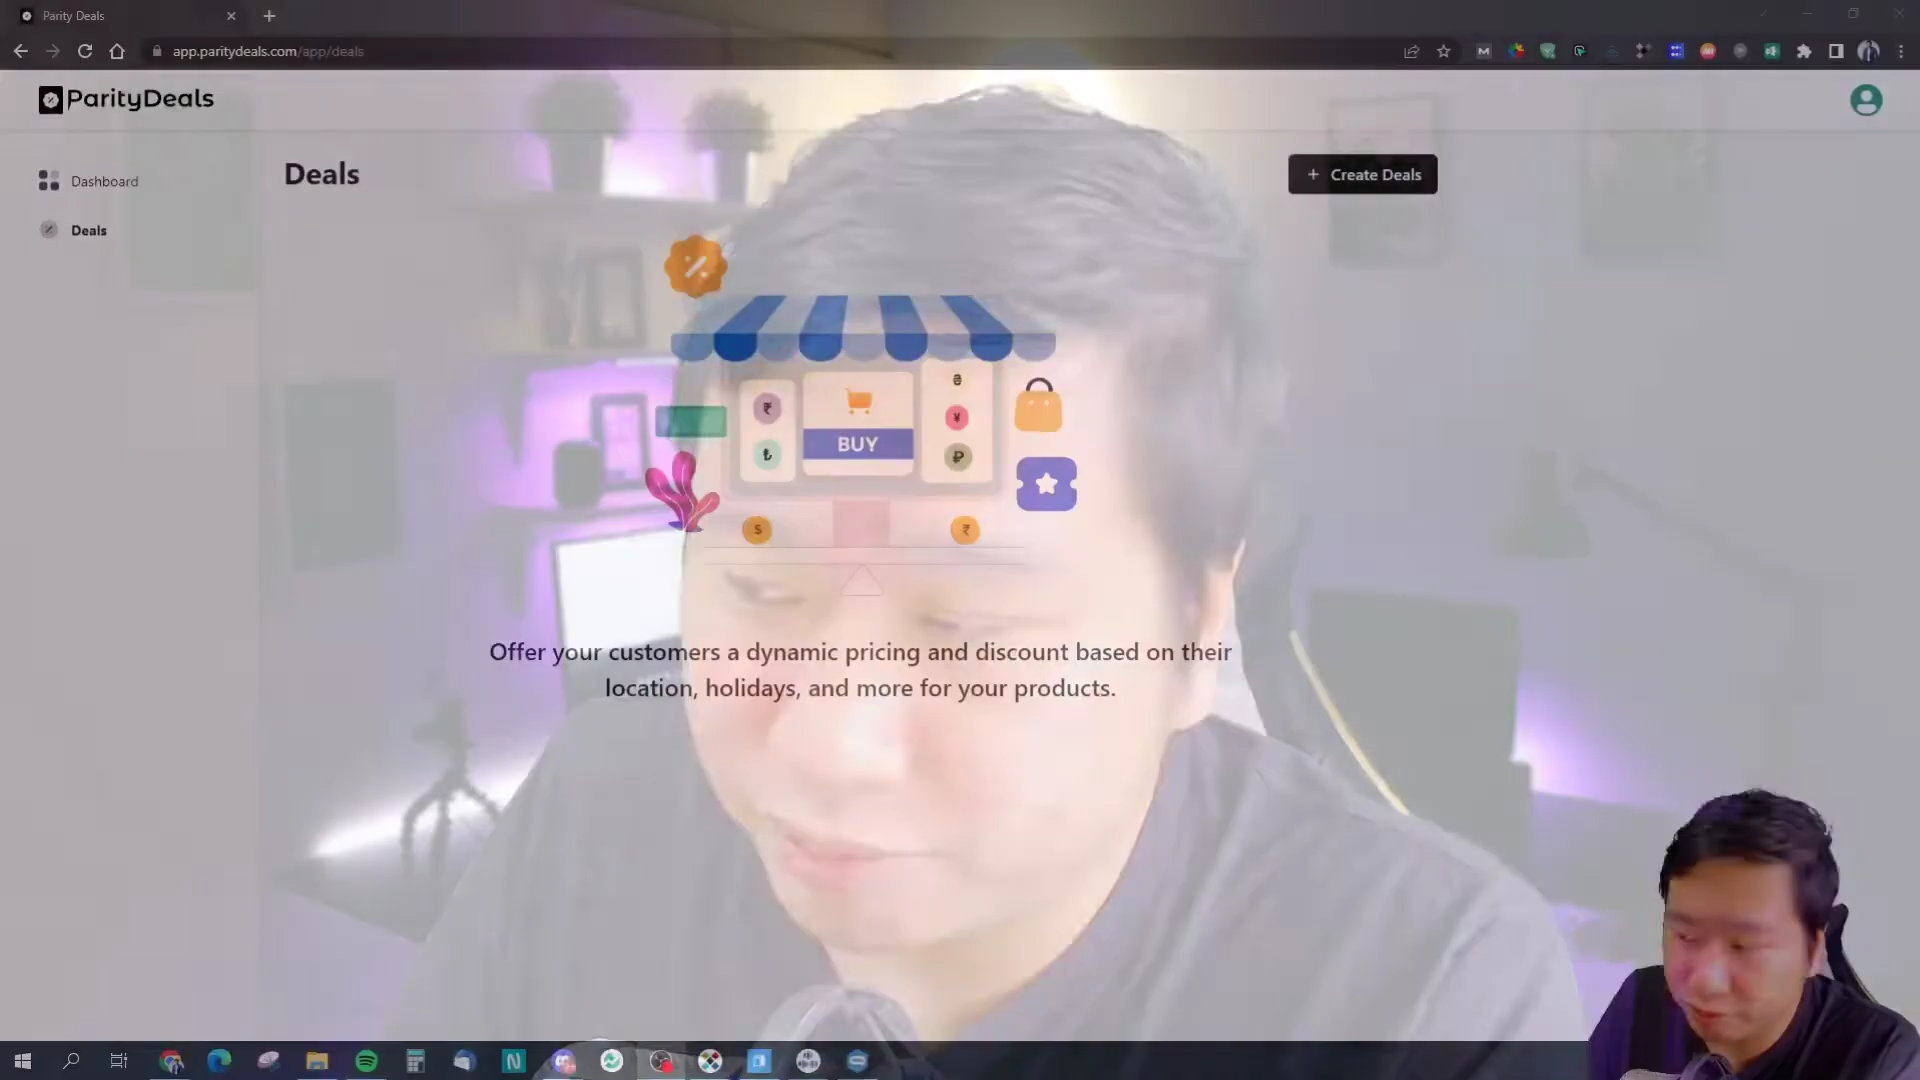 Parity Deals
app.paritydeals.com/app/deals
ParityDeals
Dashboard
Deals
Deals
+ Create Deals
BUY
Offer your customers a dynamic pricing and discount based on their
location, holidays, and more for your products.